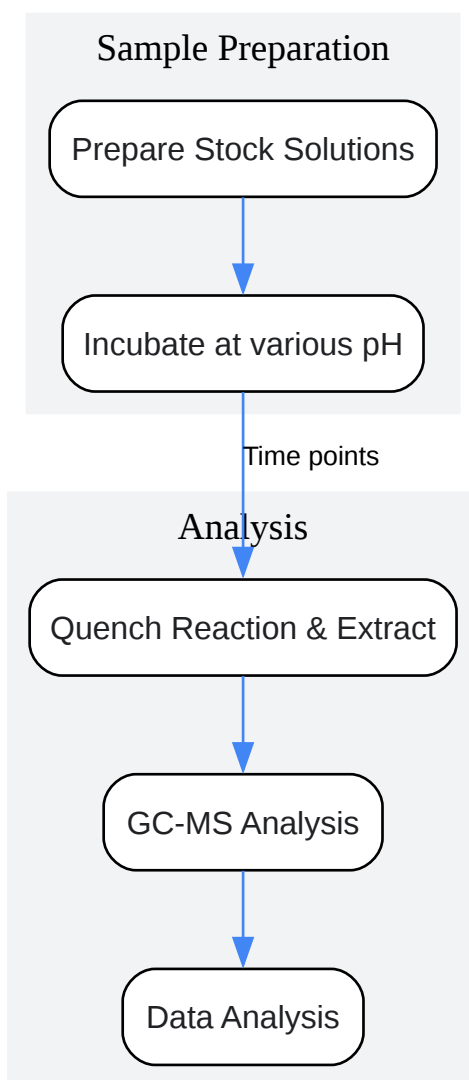 Sample Preparation
Prepare Stock Solutions
Incubate at various pH
Time points
Analysis
Quench Reaction & Extract
GC-MS Analysis
Data Analysis